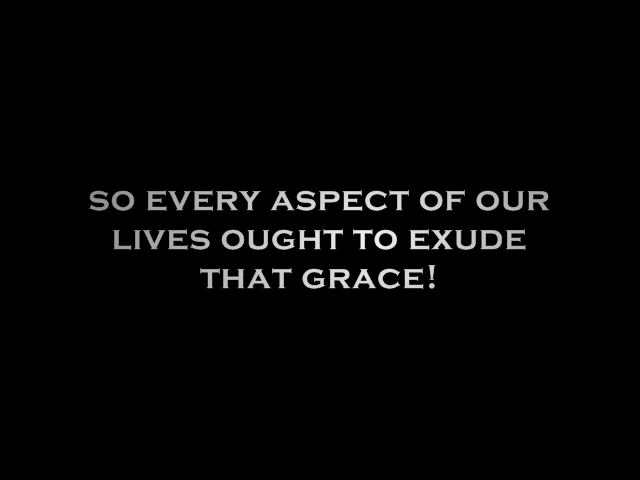 SO EVERY ASPECT OF OUR
LIVES OUGHT TO EXUDE
THAT GRACE!